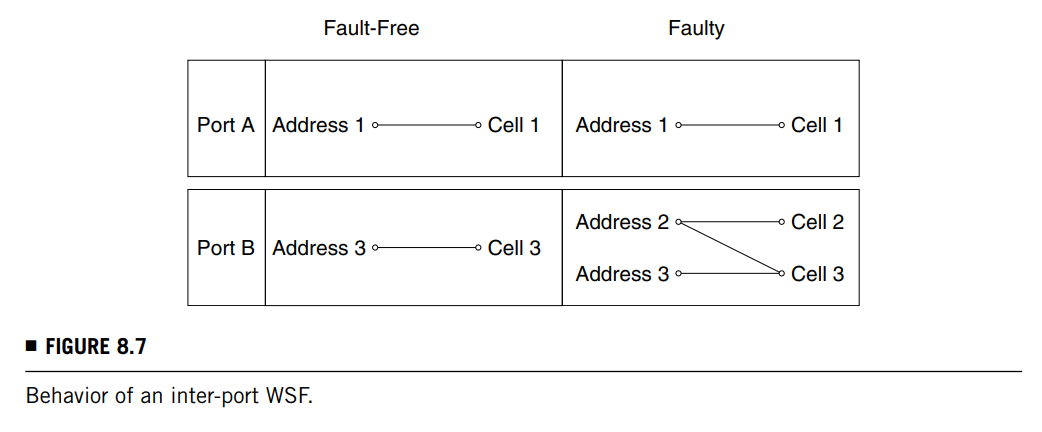 Fault-Free Faulty
Port A Address 1 Cell 1 Address 1 Cell 1
Address 2 Cell 2
Port B Address 3 Cell 3
Address 3 Cell 3
FIGURE 8.7
Behavior of an inter-port WSF.